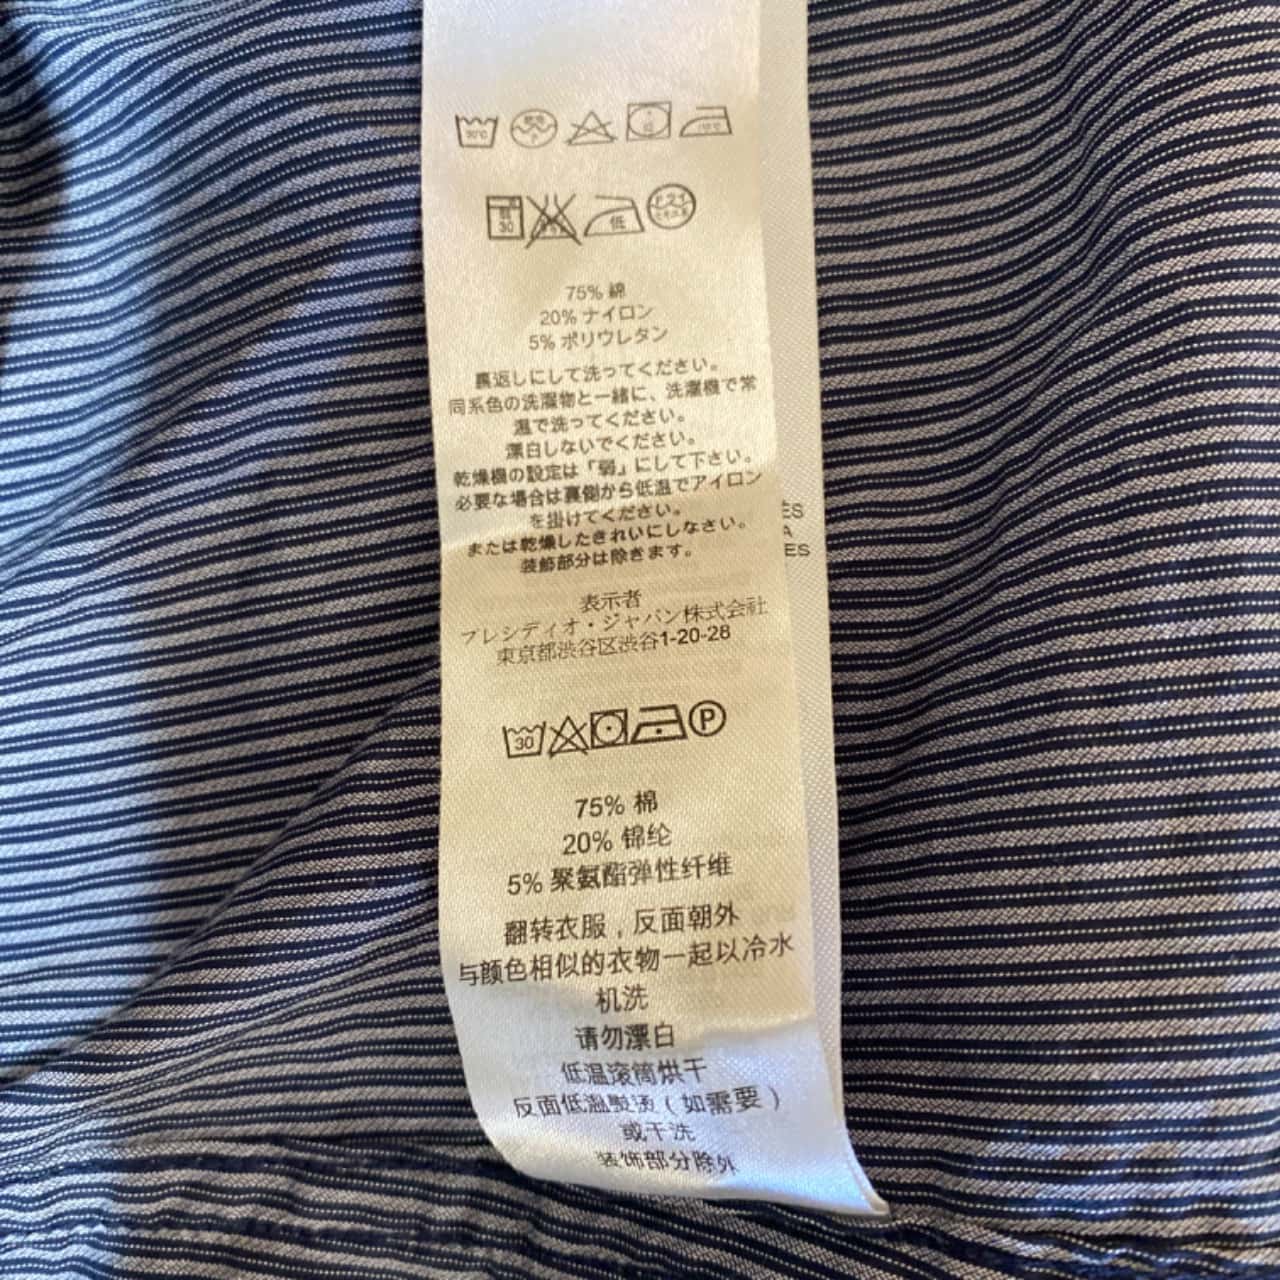 30°C
弱
30
低
ドライ
75% 綿
20% ナイロン
5% ポリウレタン
裏返しにして洗ってください。
同系色の洗濯物と一緒に、洗濯機で常
温で洗ってください。
漂白しないでください。
乾燥機の設定は「弱」にして下さい。
必要な場合は裏側から低温でアイロン
を掛けてください。
または乾燥したきれいにしなさい。
装飾部分は除きます。
ES
A
ES
表示者
プレシディオ・ジャパン株式会社
東京都渋谷区渋谷1-20-28
30
P
75% 棉
20% 锦纶
5% 聚氨酯弹性纤维
翻转衣服，反面朝外
与颜色相似的衣物一起以冷水
机洗
请勿漂白
低温滚筒烘干
反面低温熨烫（如需要）
或干洗
装饰部分除外